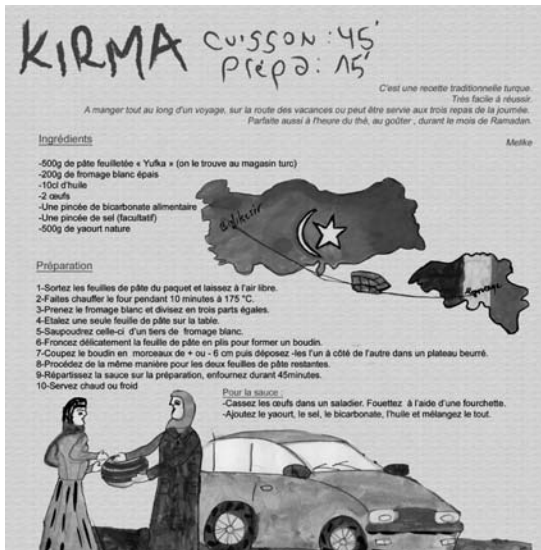 KIRMA
CUISSON : 45'
Prépa : 15'
C'est une recette traditionnelle turque.
Très facile à réussir.
A manger tout au long d'un voyage, sur la route des vacances ou peut être servie aux trois repas de la journée.
Parfaite aussi à l'heure du thé, au goûter , durant le mois de Ramadan.
Melike
Ingrédients
-500g de pâte feuilletée « Yufka » (on le trouve au magasin turc)
-200g de fromage blanc épais
-10cl d'huile
-2 œufs
-Une pincée de bicarbonate alimentaire
-Une pincée de sel (facultatif)
-500g de yaourt nature
Préparation
1-Sortez les feuilles de pâte du paquet et laissez à l'air libre.
2-Faites chauffer le four pendant 10 minutes à 175 °C.
3-Prenez le fromage blanc et divisez en trois parts égales.
4-Etalez une seule feuille de pâte sur la table.
5-Saupoudrez celle-ci d'un tiers de fromage blanc.
6-Froncez délicatement la feuille de pâte en plis pour former un boudin.
7-Coupez le boudin en morceaux de + ou - 6 cm puis déposez -les l'un à côté de l'autre dans un plateau beurré.
8-Procédez de la même manière pour les deux feuilles de pâte restantes.
9-Répartissez la sauce sur la préparation, enfournez durant 45minutes.
10-Servez chaud ou froid
Pour la sauce :
-Cassez les œufs dans un saladier. Fouettez à l'aide d'une fourchette.
-Ajoutez le yaourt, le sel, le bicarbonate, l'huile et mélangez le tout.